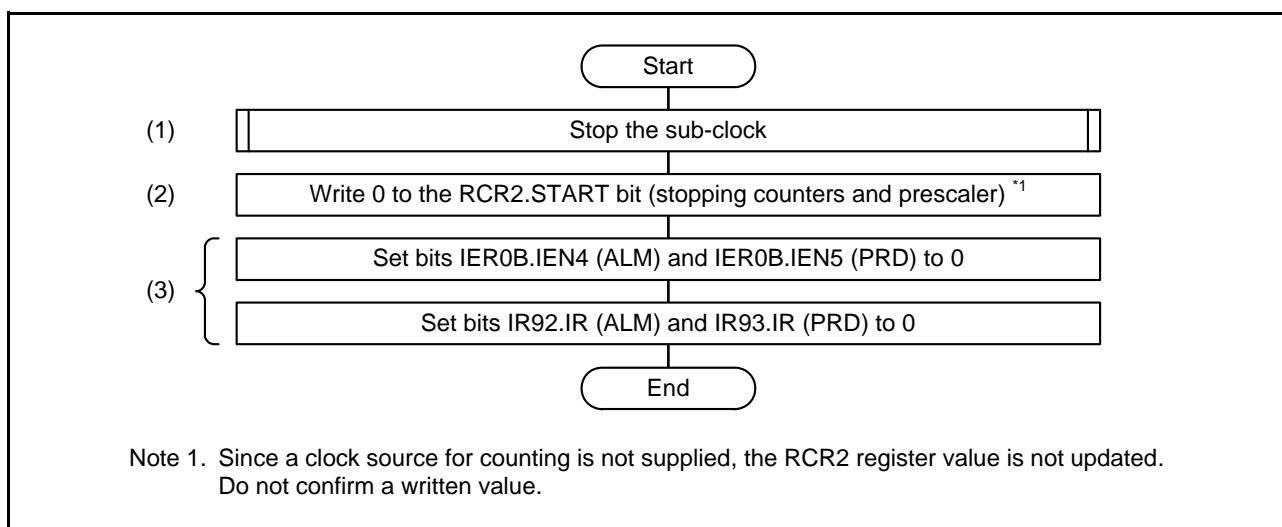 Start
(1) Stop the sub-clock
(2) Write 0 to the RCR2.START bit (stopping counters and prescaler) *1
Set bits IER0B.IEN4 (ALM) and IER0B.IEN5 (PRD) to 0
(3)
Set bits IR92.IR (ALM) and IR93.IR (PRD) to 0
End
Note 1. Since a clock source for counting is not supplied, the RCR2 register value is not updated.
Do not confirm a written value.